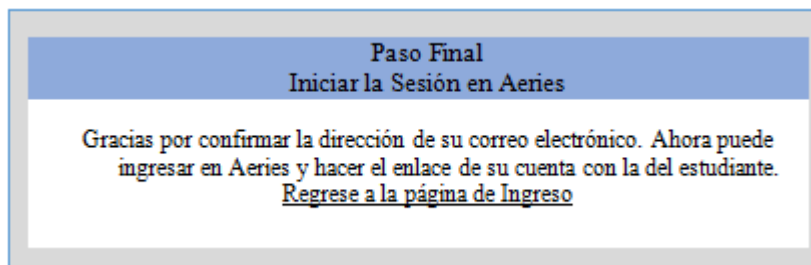 Paso Final
Iniciar la Sesión en Aeries
Gracias por confirmar la dirección de su correo electrónico. Ahora puede
ingresar en Aeries y hacer el enlace de su cuenta con la del estudiante.
Regrese a la página de Ingreso